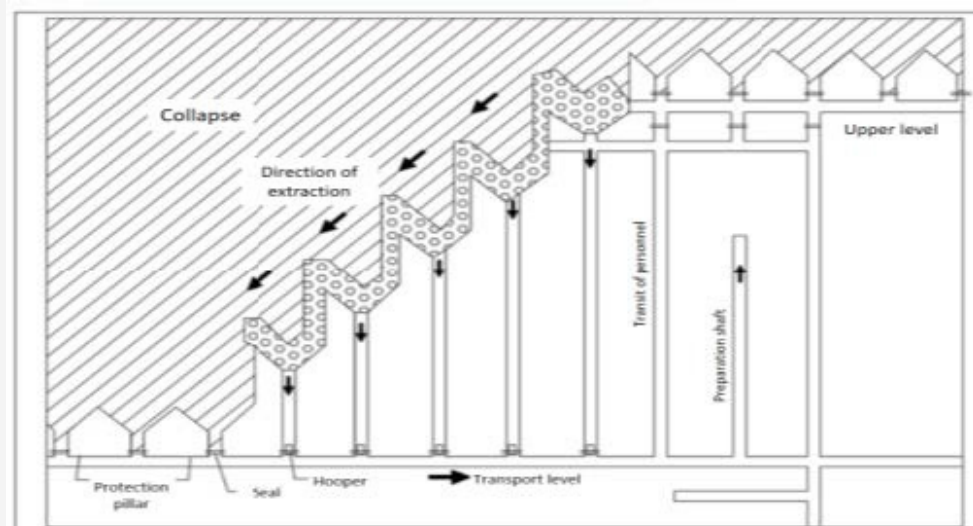 Collapse
Direction of
extraction
Upper level
Transit of personnel
Preparation shaft
Protection
pillar
Seal
Hooper
Transport level